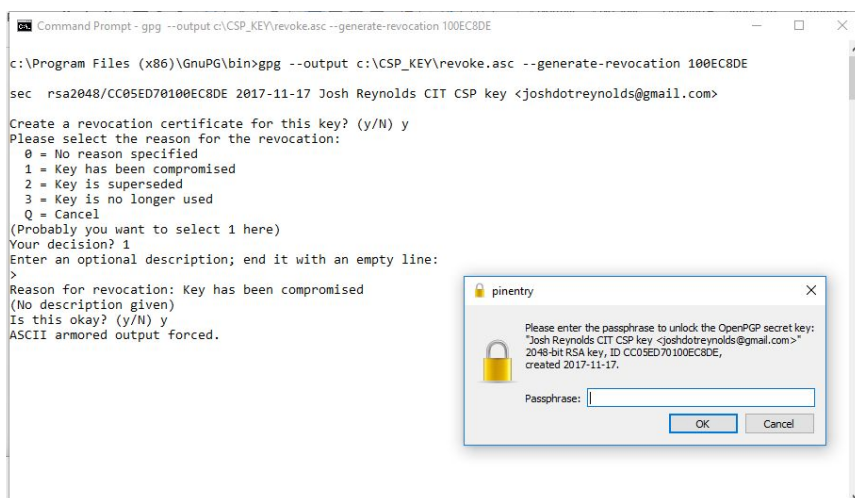 Command Prompt - gpg --output c:\CSP_KEY\revoke.asc --generate-revocation 100EC8DE
c:\Program Files (x86)\GnuPG\bin>gpg --output c:\CSP_KEY\revoke.asc --generate-revocation 100EC8DE
sec rsa2048/CC05ED70100EC8DE 2017-11-17 Josh Reynolds CIT CSP key <joshdotreynolds@gmail.com>
Create a revocation certificate for this key? (y/N) y
Please select the reason for the revocation:
0 = No reason specified
1 = Key has been compromised
2 = Key is superseded
3 = Key is no longer used
Q = Cancel
(Probably you want to select 1 here)
Your decision? 1
Enter an optional description; end it with an empty line:
>
Reason for revocation: Key has been compromised
(No description given)
Is this okay? (y/N) y
ASCII armored output forced.
pinentry
Please enter the passphrase to unlock the OpenPGP secret key:
"Josh Reynolds CIT CSP key <joshdotreynolds@gmail.com>"
2048-bit RSA key, ID CC05ED70100EC8DE,
created 2017-11-17.
Passphrase:
OK
Cancel